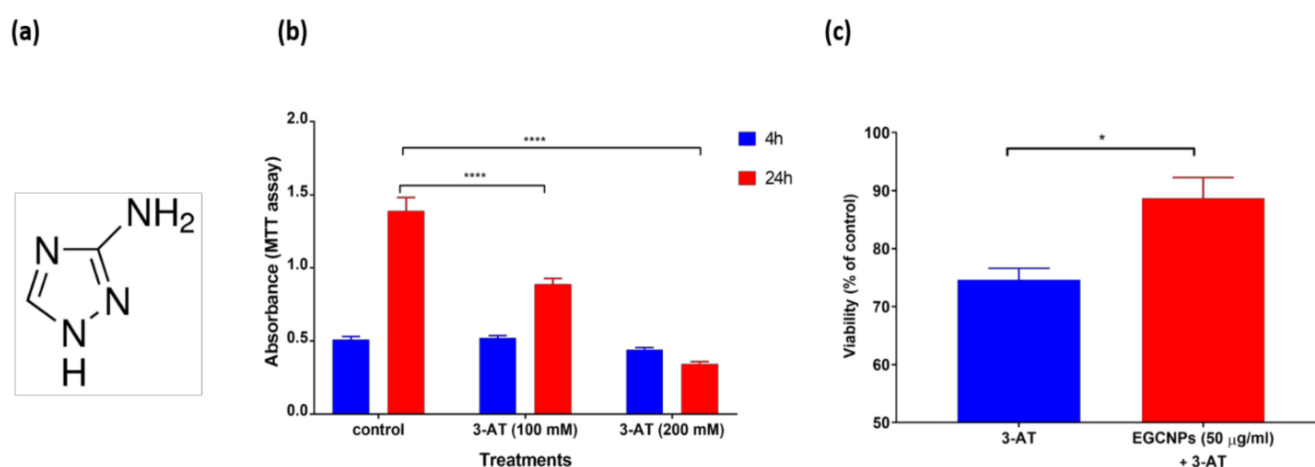 (a)
(b)
(c)
NH2
N
N
N
H
Absorbance (MTT assay)
2.0
1.5
1.0
0.5
0.0
****
****
4h
24h
control
3-AT (100 mM)
3-AT (200 mM)
Treatments
Viability (% of control)
100
90
80
70
60
50
*
3-AT
EGCNPs (50 μg/ml)
+ 3-AT